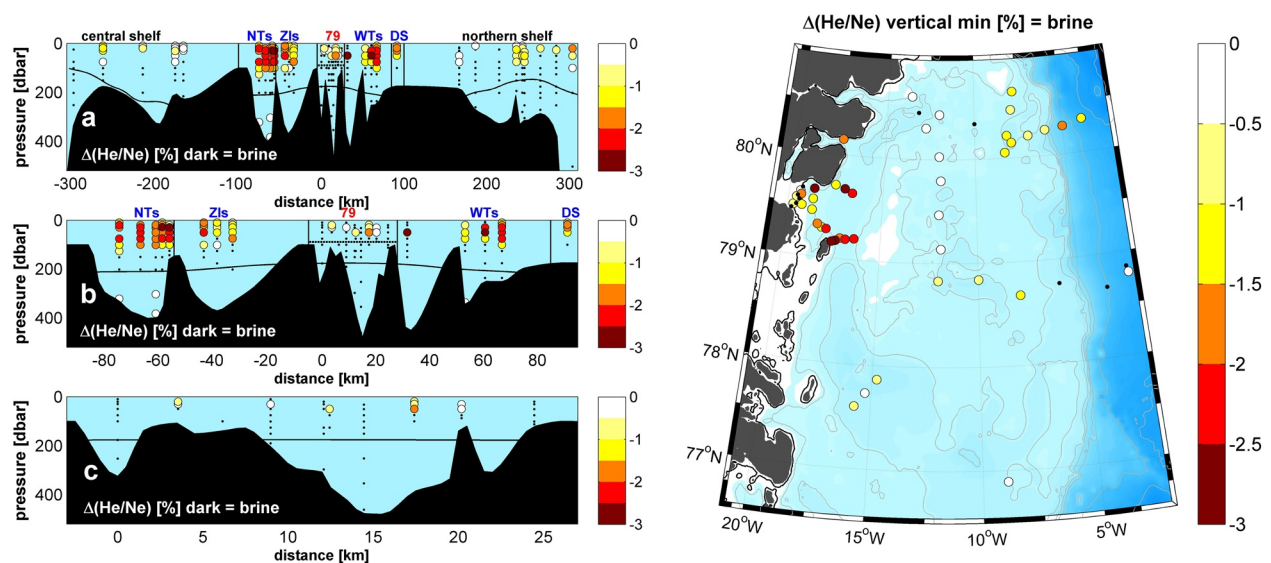 central shelf NTs ZIs 79 WTs DS northern shelf
pressure [dbar]
0
200
400
a
Δ(He/Ne) [%] dark = brine
-300 -200 -100 0 100 200 300
distance [km]
0
-1
-2
-3
NTs ZIs 79 WTs DS
pressure [dbar]
0
200
400
b
Δ(He/Ne) [%] dark = brine
-80 -60 -40 -20 0 20 40 60 80
distance [km]
0
-1
-2
-3
pressure [dbar]
0
200
400
c
Δ(He/Ne) [%] dark = brine
0 5 10 15 20 25
distance [km]
0
-1
-2
-3
Δ(He/Ne) vertical min [%] = brine
80°N
79°N
78°N
77°N
20°W 15°W 10°W 5°W
0
-0.5
-1
-1.5
-2
-2.5
-3